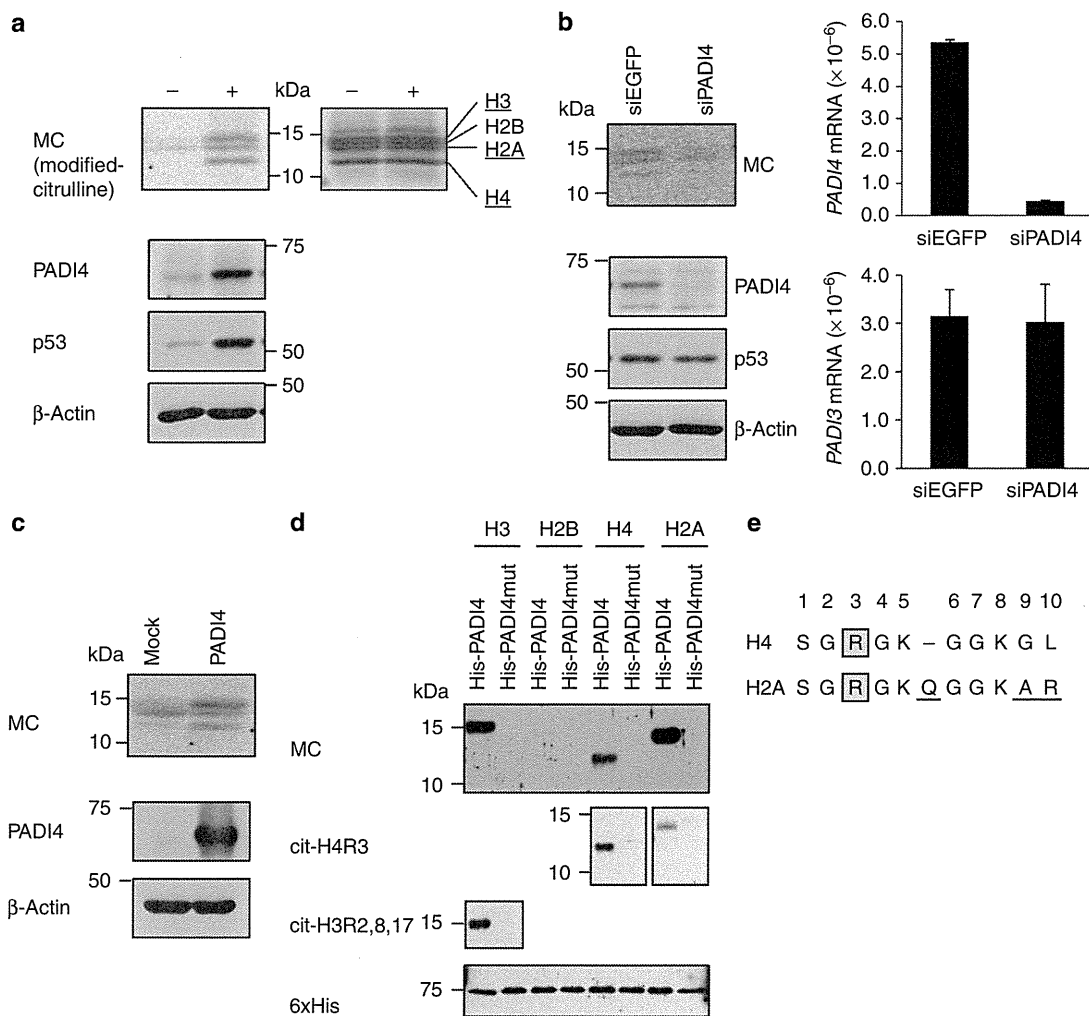 a
– + kDa – +
MC
(modified-
citrulline)
15
10
H3
H2B
H2A
H4
PADI4
75
p53
50
β-Actin
50
b
siEGFP
siPADI4
kDa
15
10
MC
75
PADI4
50
p53
50
β-Actin
PADI4 mRNA (×10⁻⁶)
6.0
5.0
4.0
3.0
2.0
1.0
0.0
siEGFP siPADI4
PADI3 mRNA (×10⁻⁶)
4.0
3.0
2.0
1.0
0.0
siEGFP siPADI4
c
Mock
PADI4
kDa
15
10
MC
75
PADI4
50
β-Actin
d
H3 H2B H4 H2A
His-PADI4
His-PADI4mut
His-PADI4
His-PADI4mut
His-PADI4
His-PADI4mut
His-PADI4
His-PADI4mut
kDa
15
10
MC
15
10
cit-H4R3
cit-H3R2,8,17
15
75
6xHis
e
1 2 3 4 5 6 7 8 9 10
H4 S G R G K – G G K G L
H2A S G R G K Q G G K A R